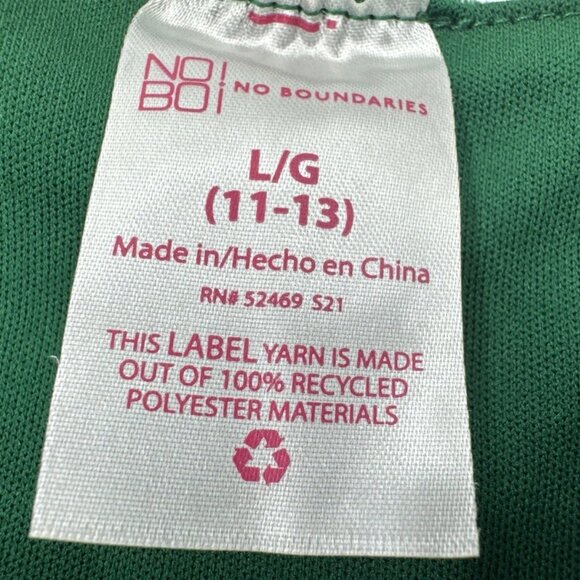 NO!
BO¡ NO BOUNDARIES
L/G
(11-13)
Made in/Hecho en China
RN# 52469 S21
THIS LABEL YARN IS MADE
OUT OF 100% RECYCLED
POLYESTER MATERIALS